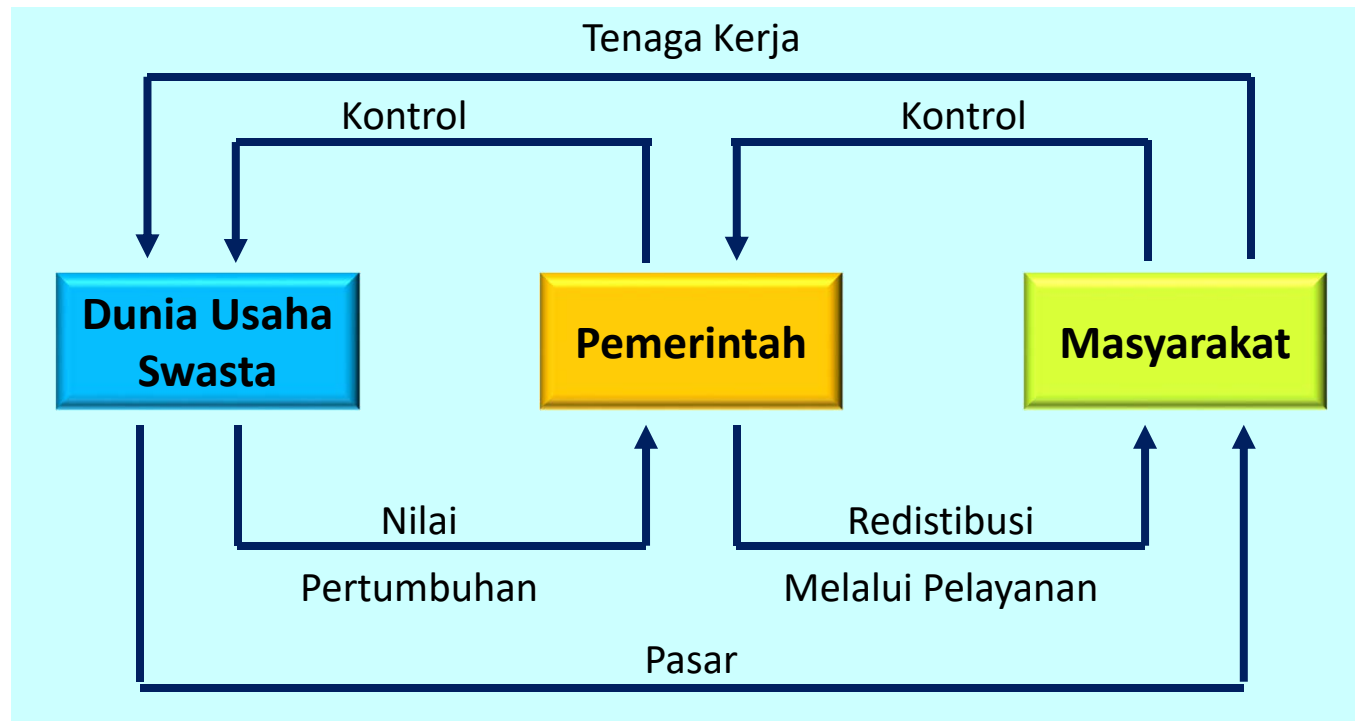 Tenaga Kerja
Kontrol
Kontrol
Dunia Usaha
Swasta
Pemerintah
Masyarakat
Nilai
Redistibusi
Pertumbuhan
Melalui Pelayanan
Pasar